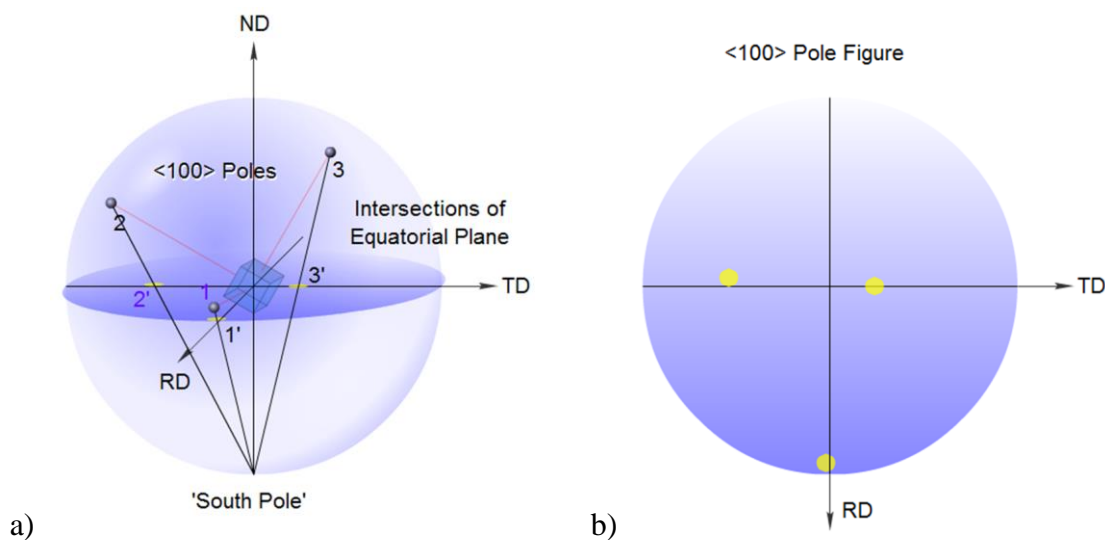 ND
<100> Poles
3
2
Intersections of
Equatorial Plane
3'
2'
1
TD
1'
RD
'South Pole'
a)
<100> Pole Figure
TD
RD
b)